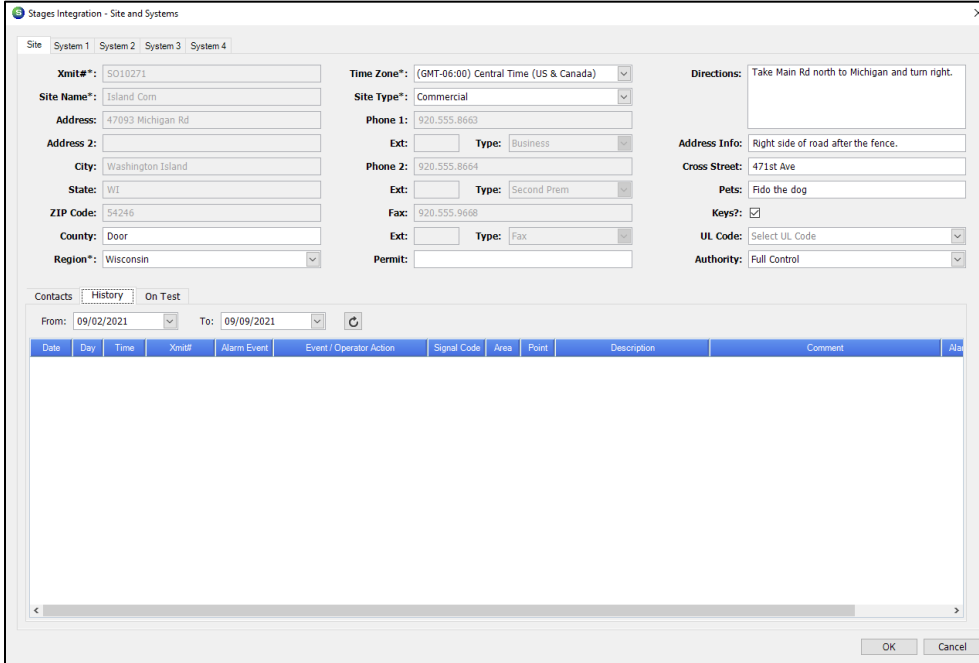 Stages Integration - Site and Systems
Site System 1 System 2 System 3 System 4
Xmit#*: SO10271 Time Zone*: (GMT-06:00) Central Time (US & Canada) Directions: Take Main Rd north to Michigan and turn right.
Site Name*: Island Corn Site Type*: Commercial
Address: 47093 Michigan Rd Phone 1: 920.555.8663
Address 2: Ext: Type: Business Address Info: Right side of road after the fence.
City: Washington Island Phone 2: 920.555.8664 Cross Street: 471st Ave
State: WI Ext: Type: Second Prem Pets: Fido the dog
ZIP Code: 54246 Fax: 920.555.9668 Keys?:
County: Door Ext: Type: Fax UL Code: Select UL Code
Region*: Wisconsin Permit: Authority: Full Control
Contacts History On Test
From: 09/02/2021 To: 09/09/2021
Date Day Time Xmit# Alarm Event Event / Operator Action Signal Code Area Point Description Comment Alar
OK Cancel